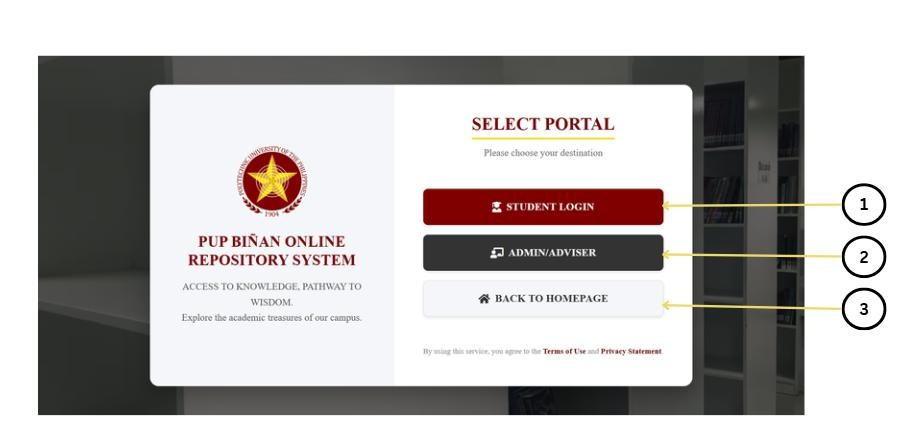 POLYTECHNIC UNIVERSITY OF THE PHILIPPINES
1904
PUP BIÑAN ONLINE
REPOSITORY SYSTEM
ACCESS TO KNOWLEDGE, PATHWAY TO
WISDOM.
Explore the academic treasures of our campus.
SELECT PORTAL
Please choose your destination
STUDENT LOGIN
ADMIN/ADVISER
BACK TO HOMEPAGE
By using this service, you agree to the Terms of Use and Privacy Statement
1
2
3